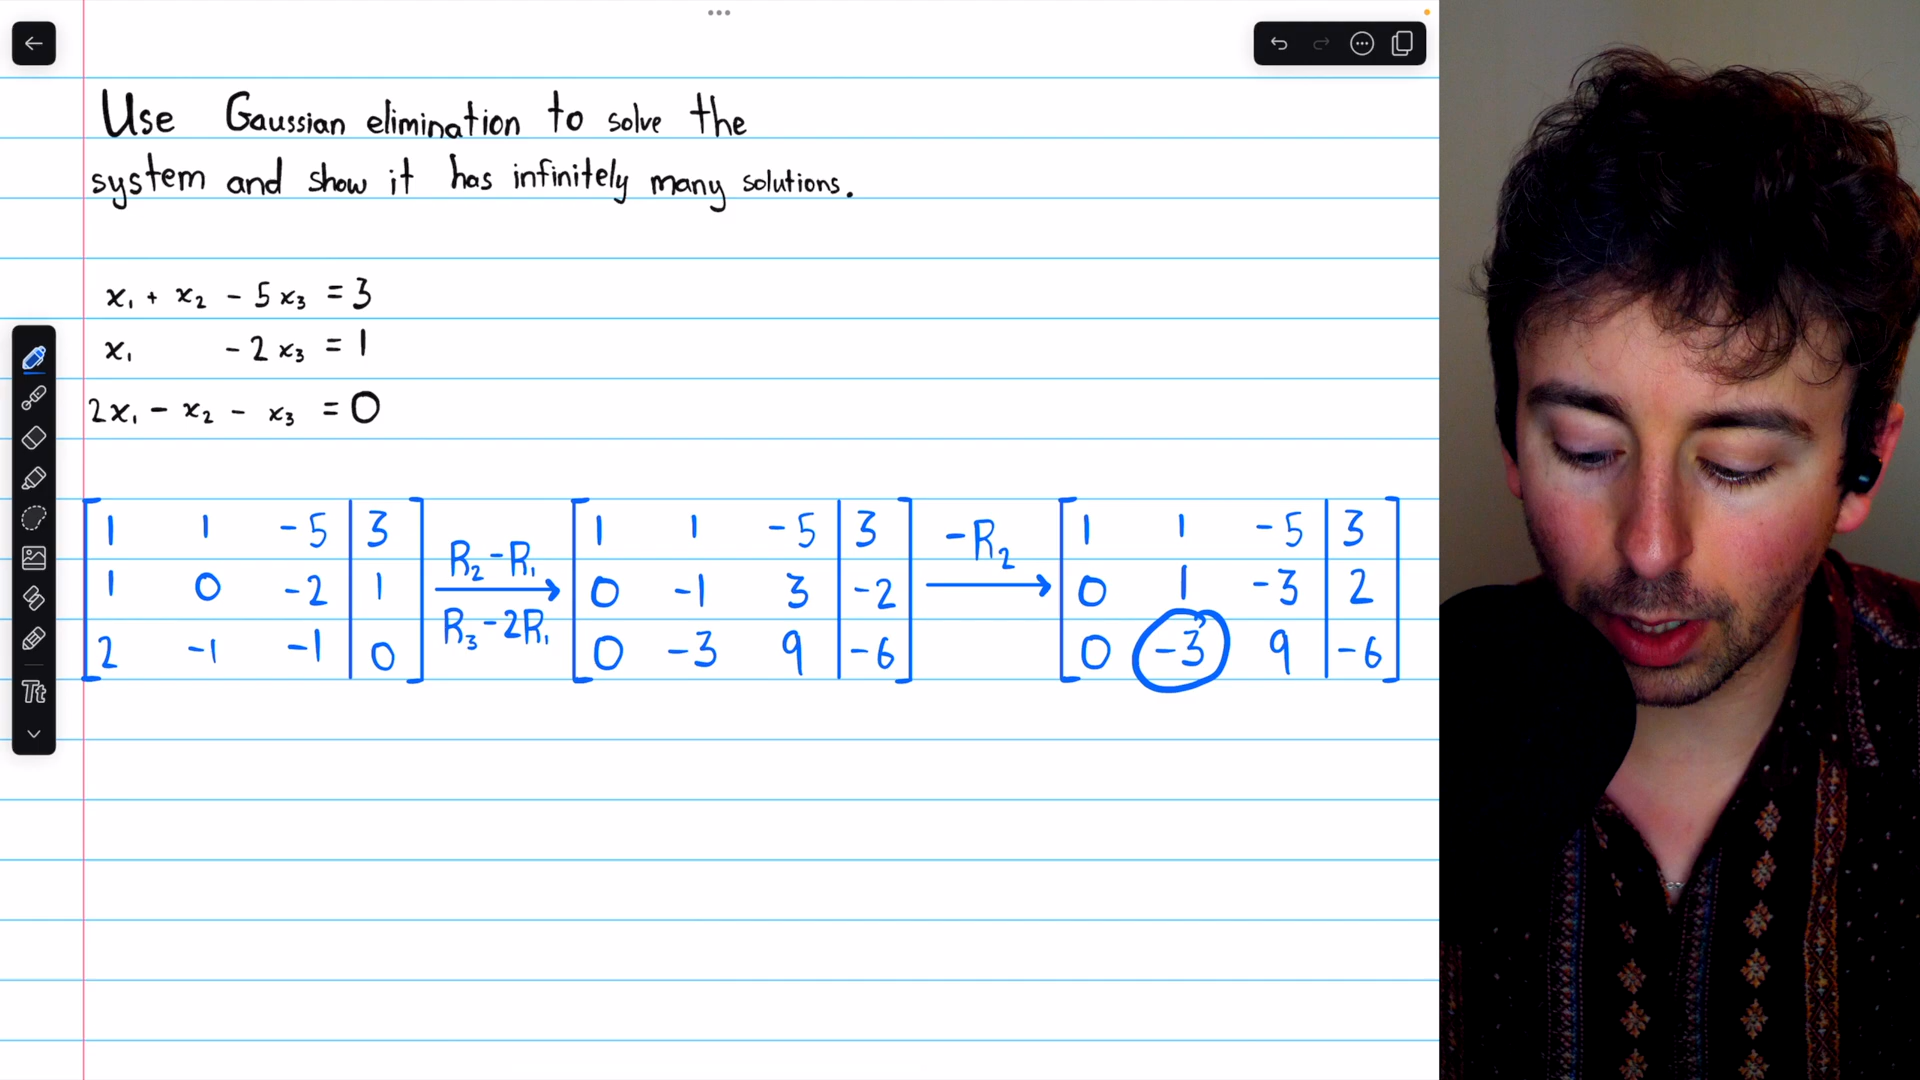 Use Gaussian elimination to solve the
system and show it has infinitely many solutions.
x₁ + x₂ - 5x₃ = 3
x₁ - 2x₃ = 1
2x₁ - x₂ - x₃ = 0
1 1 -5 | 3
1 0 -2 | 1
2 -1 -1 | 0
R₂ - R₁
R₃ - 2R₁
1 1 -5 | 3
0 -1 3 | -2
0 -3 9 | -6
-R₂
1 1 -5 | 3
0 1 -3 | 2
0 -3 9 | -6
Tt